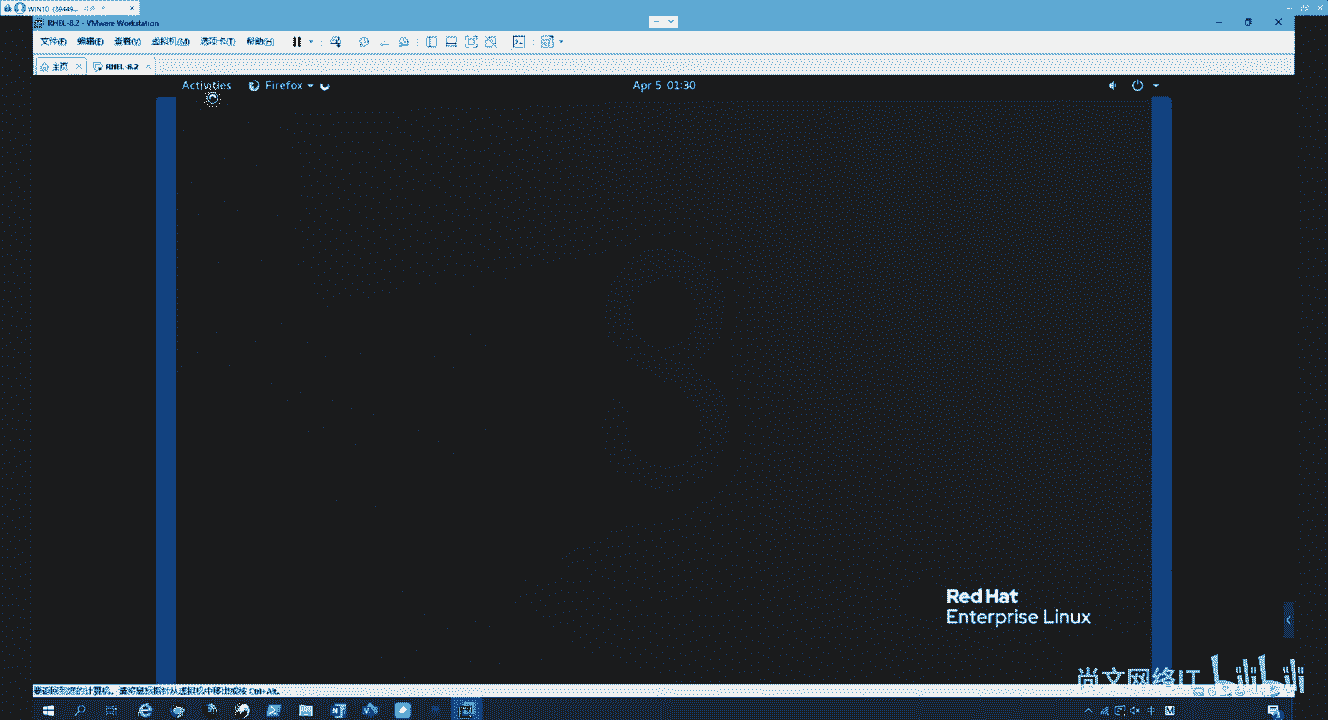 WIN10
RHEL-8.2 - VMware Workstation
文件(F) 编辑(E) 查看(V) 虚拟机(M) 选项卡(T) 帮助(H)
主页 RHEL-8.2
Activities Firefox Apr 5 01:30
Red Hat
Enterprise Linux
尚文网络IT bilibili
要返回到您的计算机，请将鼠标指针从虚拟机中移出或按 Ctrl+Alt。
中 M